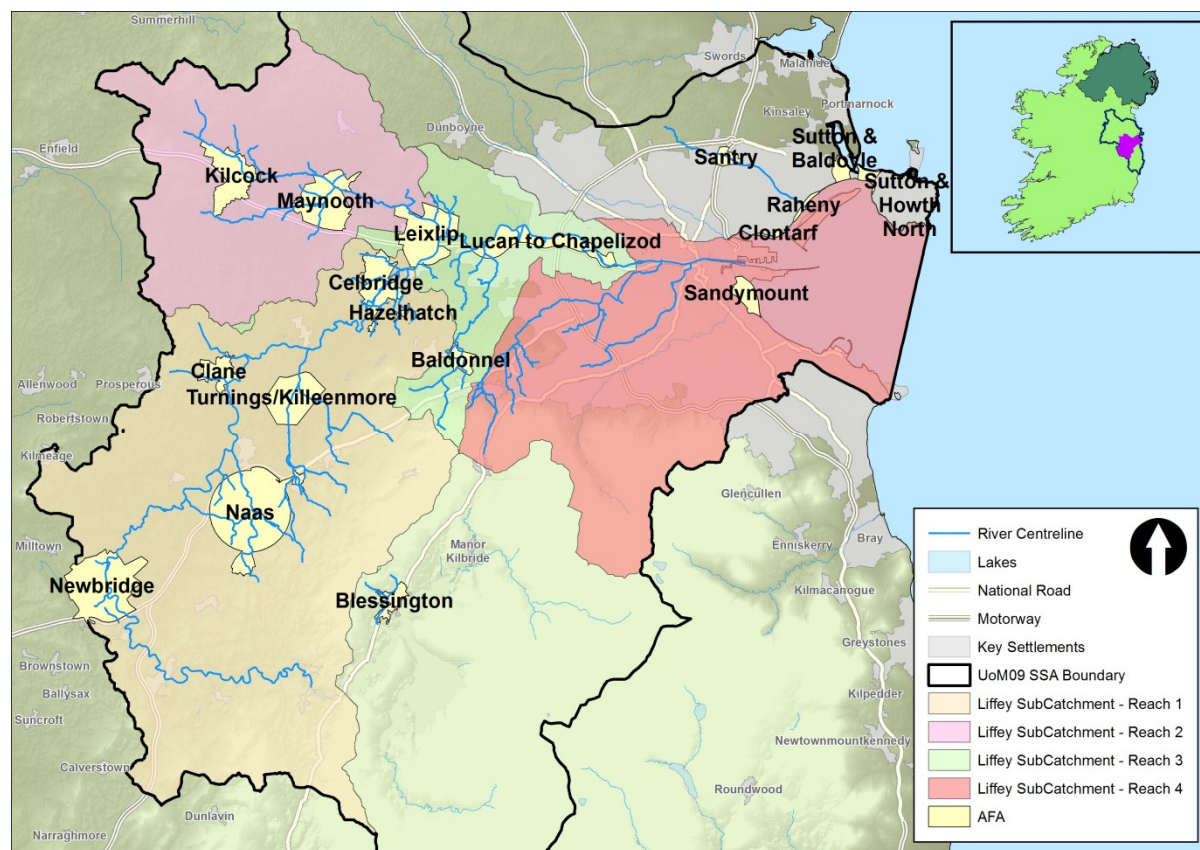 Summerhill
Swords
Malahide
Kinsaley
Portmarnock
Dunboyne
Enfield
Sutton &
Baldoyle
Santry
Kilcock
Maynooth
Raheny
Sutton &
Howth
North
Leixlip
Lucan to Chapelizod
Clontarf
Celbridge
Sandymount
Hazelhatch
Baldonnel
Clane
Allenwood
Prosperous
Turnings/Killeenmore
Robertstown
Kilmeage
Glencullen
Naas
Enniskerry
Bray
Milltown
Manor
Kilbride
Newbridge
Blessington
Kilmacanogue
Greystones
Brownstown
Ballysax
Kilpedder
Suncroft
Newtownmountkennedy
Calverstown
Roundwood
Dunlavin
Narraghmore
River Centreline
Lakes
National Road
Motorway
Key Settlements
UoM09 SSA Boundary
Liffey SubCatchment - Reach 1
Liffey SubCatchment - Reach 2
Liffey SubCatchment - Reach 3
Liffey SubCatchment - Reach 4
AFA